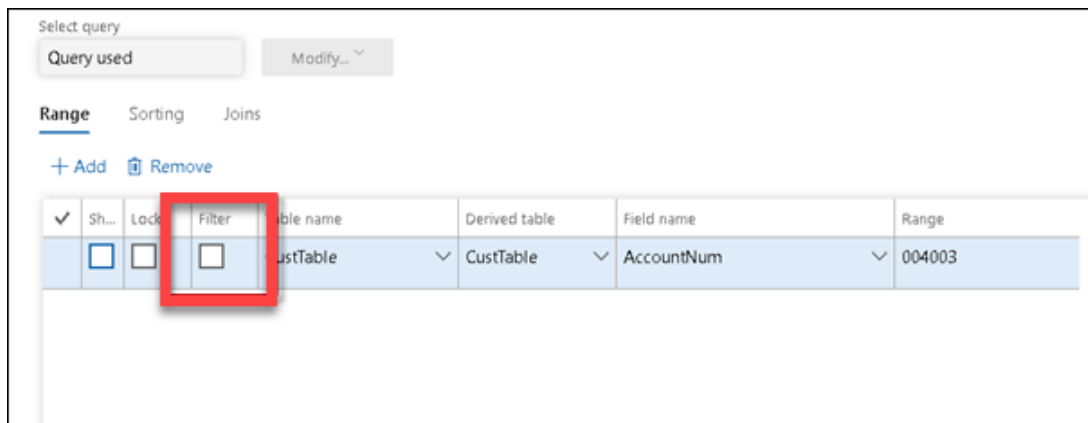 Select query
Query used Modify...
Range Sorting Joins
+ Add Remove
Sh... Lock Filter ble name Derived table Field name Range
ustTable CustTable AccountNum 004003